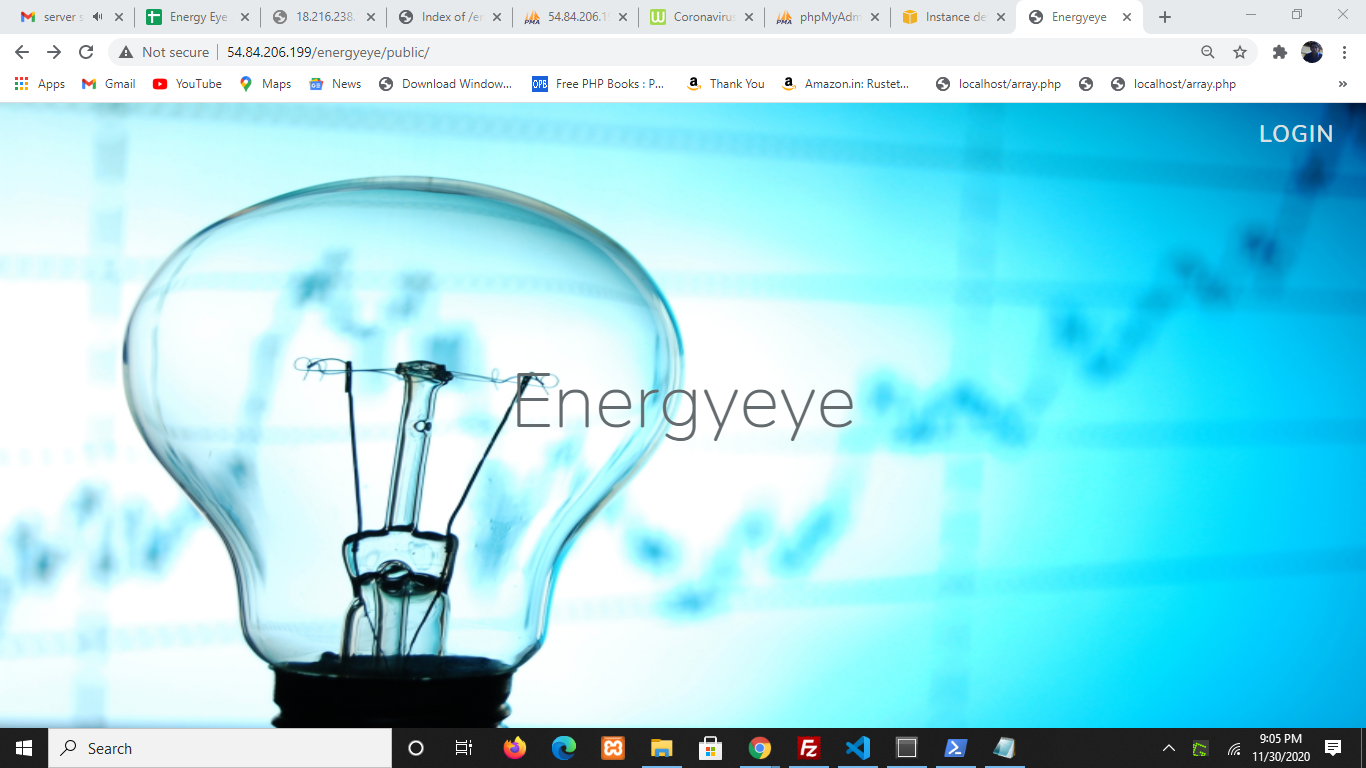 server s
Energy Eye
18.216.238.
Index of /en
54.84.206.1
Coronavirus
phpMyAdm
Instance de
Energyeye
Not secure
54.84.206.199/energyeye/public/
Apps
Gmail
YouTube
Maps
News
Download Window...
OPB
Free PHP Books : P...
Thank You
Amazon.in: Rustet...
localhost/array.php
localhost/array.php
LOGIN
Energyeye
Search
9:05 PM
11/30/2020